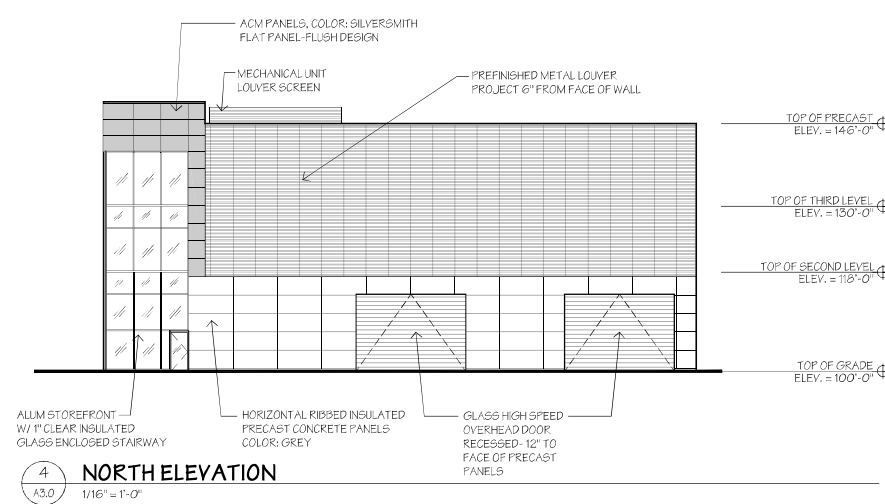 ACM PANELS, COLOR: SILVERSMITH
FLAT PANEL-FLUSH DESIGN
MECHANICAL UNIT
LOUVER SCREEN
PREFINISHED METAL LOUVER
PROJECT 6" FROM FACE OF WALL
TOP OF PRECAST
ELEV. = 146'-0"
TOP OF THIRD LEVEL
ELEV. = 130'-0"
TOP OF SECOND LEVEL
ELEV. = 118'-0"
TOP OF GRADE
ELEV. = 100'-0"
ALUM STOREFRONT
W/ 1" CLEAR INSULATED
GLASS ENCLOSED STAIRWAY
HORIZONTAL RIBBED INSULATED
PRECAST CONCRETE PANELS
COLOR: GREY
GLASS HIGH SPEED
OVERHEAD DOOR
RECESSED- 12" TO
FACE OF PRECAST
PANELS
4
A3.0
NORTH ELEVATION
1/16" = 1'-0"